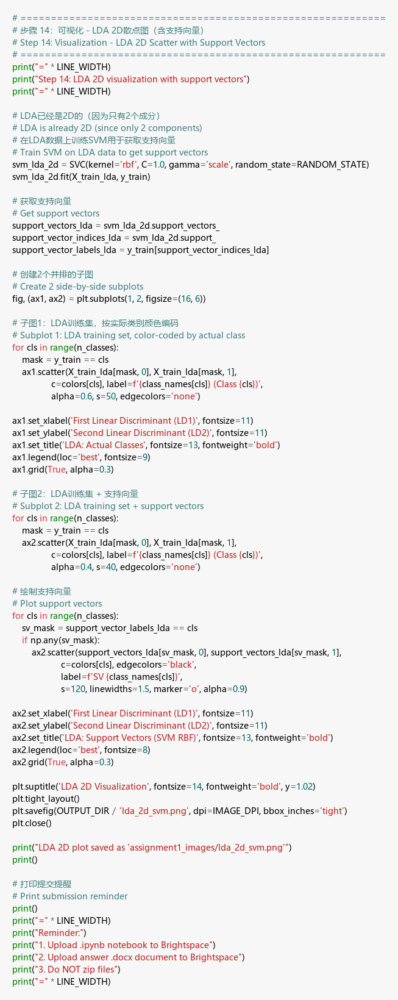 # ============================================================
# 步骤 14：可视化 - LDA 2D散点图（含支持向量）
# Step 14: Visualization - LDA 2D Scatter with Support Vectors
# ============================================================
print("=" * LINE_WIDTH)
print("Step 14: LDA 2D visualization with support vectors")
print("=" * LINE_WIDTH)

# LDA已经是2D的（因为只有2个成分）
# LDA is already 2D (since only 2 components)
# 在LDA数据上训练SVM用于获取支持向量
# Train SVM on LDA data to get support vectors
svm_lda_2d = SVC(kernel='rbf', C=1.0, gamma='scale', random_state=RANDOM_STATE)
svm_lda_2d.fit(X_train_lda, y_train)

# 获取支持向量
# Get support vectors
support_vectors_lda = svm_lda_2d.support_vectors_
support_vector_indices_lda = svm_lda_2d.support_
support_vector_labels_lda = y_train[support_vector_indices_lda]

# 创建2个并排的子图
# Create 2 side-by-side subplots
fig, (ax1, ax2) = plt.subplots(1, 2, figsize=(16, 6))

# 子图1：LDA训练集，按实际类别颜色编码
# Subplot 1: LDA training set, color-coded by actual class
for cls in range(n_classes):
    mask = y_train == cls
    ax1.scatter(X_train_lda[mask, 0], X_train_lda[mask, 1],
                c=colors[cls], label=f'{class_names[cls]} (Class {cls})',
                alpha=0.6, s=50, edgecolors='none')

ax1.set_xlabel('First Linear Discriminant (LD1)', fontsize=11)
ax1.set_ylabel('Second Linear Discriminant (LD2)', fontsize=11)
ax1.set_title('LDA: Actual Classes', fontsize=13, fontweight='bold')
ax1.legend(loc='best', fontsize=9)
ax1.grid(True, alpha=0.3)

# 子图2：LDA训练集 + 支持向量
# Subplot 2: LDA training set + support vectors
for cls in range(n_classes):
    mask = y_train == cls
    ax2.scatter(X_train_lda[mask, 0], X_train_lda[mask, 1],
                c=colors[cls], label=f'{class_names[cls]} (Class {cls})',
                alpha=0.4, s=40, edgecolors='none')

# 绘制支持向量
# Plot support vectors
for cls in range(n_classes):
    sv_mask = support_vector_labels_lda == cls
    if np.any(sv_mask):
        ax2.scatter(support_vectors_lda[sv_mask, 0], support_vectors_lda[sv_mask, 1],
                    c=colors[cls], edgecolors='black',
                    label=f'SV {class_names[cls]}',
                    s=120, linewidths=1.5, marker='o', alpha=0.9)

ax2.set_xlabel('First Linear Discriminant (LD1)', fontsize=11)
ax2.set_ylabel('Second Linear Discriminant (LD2)', fontsize=11)
ax2.set_title('LDA: Support Vectors (SVM RBF)', fontsize=13, fontweight='bold')
ax2.legend(loc='best', fontsize=8)
ax2.grid(True, alpha=0.3)

plt.suptitle('LDA 2D Visualization', fontsize=14, fontweight='bold', y=1.02)
plt.tight_layout()
plt.savefig(OUTPUT_DIR / 'lda_2d_svm.png', dpi=IMAGE_DPI, bbox_inches='tight')
plt.close()

print("LDA 2D plot saved as 'assignment1_images/lda_2d_svm.png'")
print()

# 打印提交提醒
# Print submission reminder
print()
print("=" * LINE_WIDTH)
print("Reminder:")
print("1. Upload .ipynb notebook to Brightspace")
print("2. Upload answer .docx document to Brightspace")
print("3. Do NOT zip files")
print("=" * LINE_WIDTH)